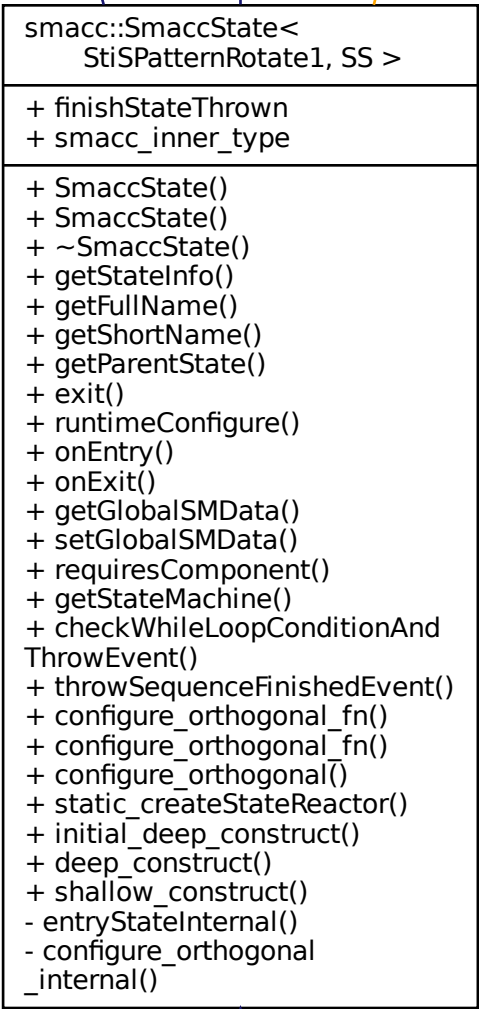 smacc::SmaccState<
StiSPatternRotate1, SS >
+ finishStateThrown
+ smacc_inner_type
+ SmaccState()
+ SmaccState()
+ ~SmaccState()
+ getStateInfo()
+ getFullName()
+ getShortName()
+ getParentState()
+ exit()
+ runtimeConfigure()
+ onEntry()
+ onExit()
+ getGlobalSMData()
+ setGlobalSMData()
+ requiresComponent()
+ getStateMachine()
+ checkWhileLoopConditionAnd
ThrowEvent()
+ throwSequenceFinishedEvent()
+ configure_orthogonal_fn()
+ configure_orthogonal_fn()
+ configure_orthogonal()
+ static_createStateReactor()
+ initial_deep_construct()
+ deep_construct()
+ shallow_construct()
- entryStateInternal()
- configure_orthogonal
_internal()